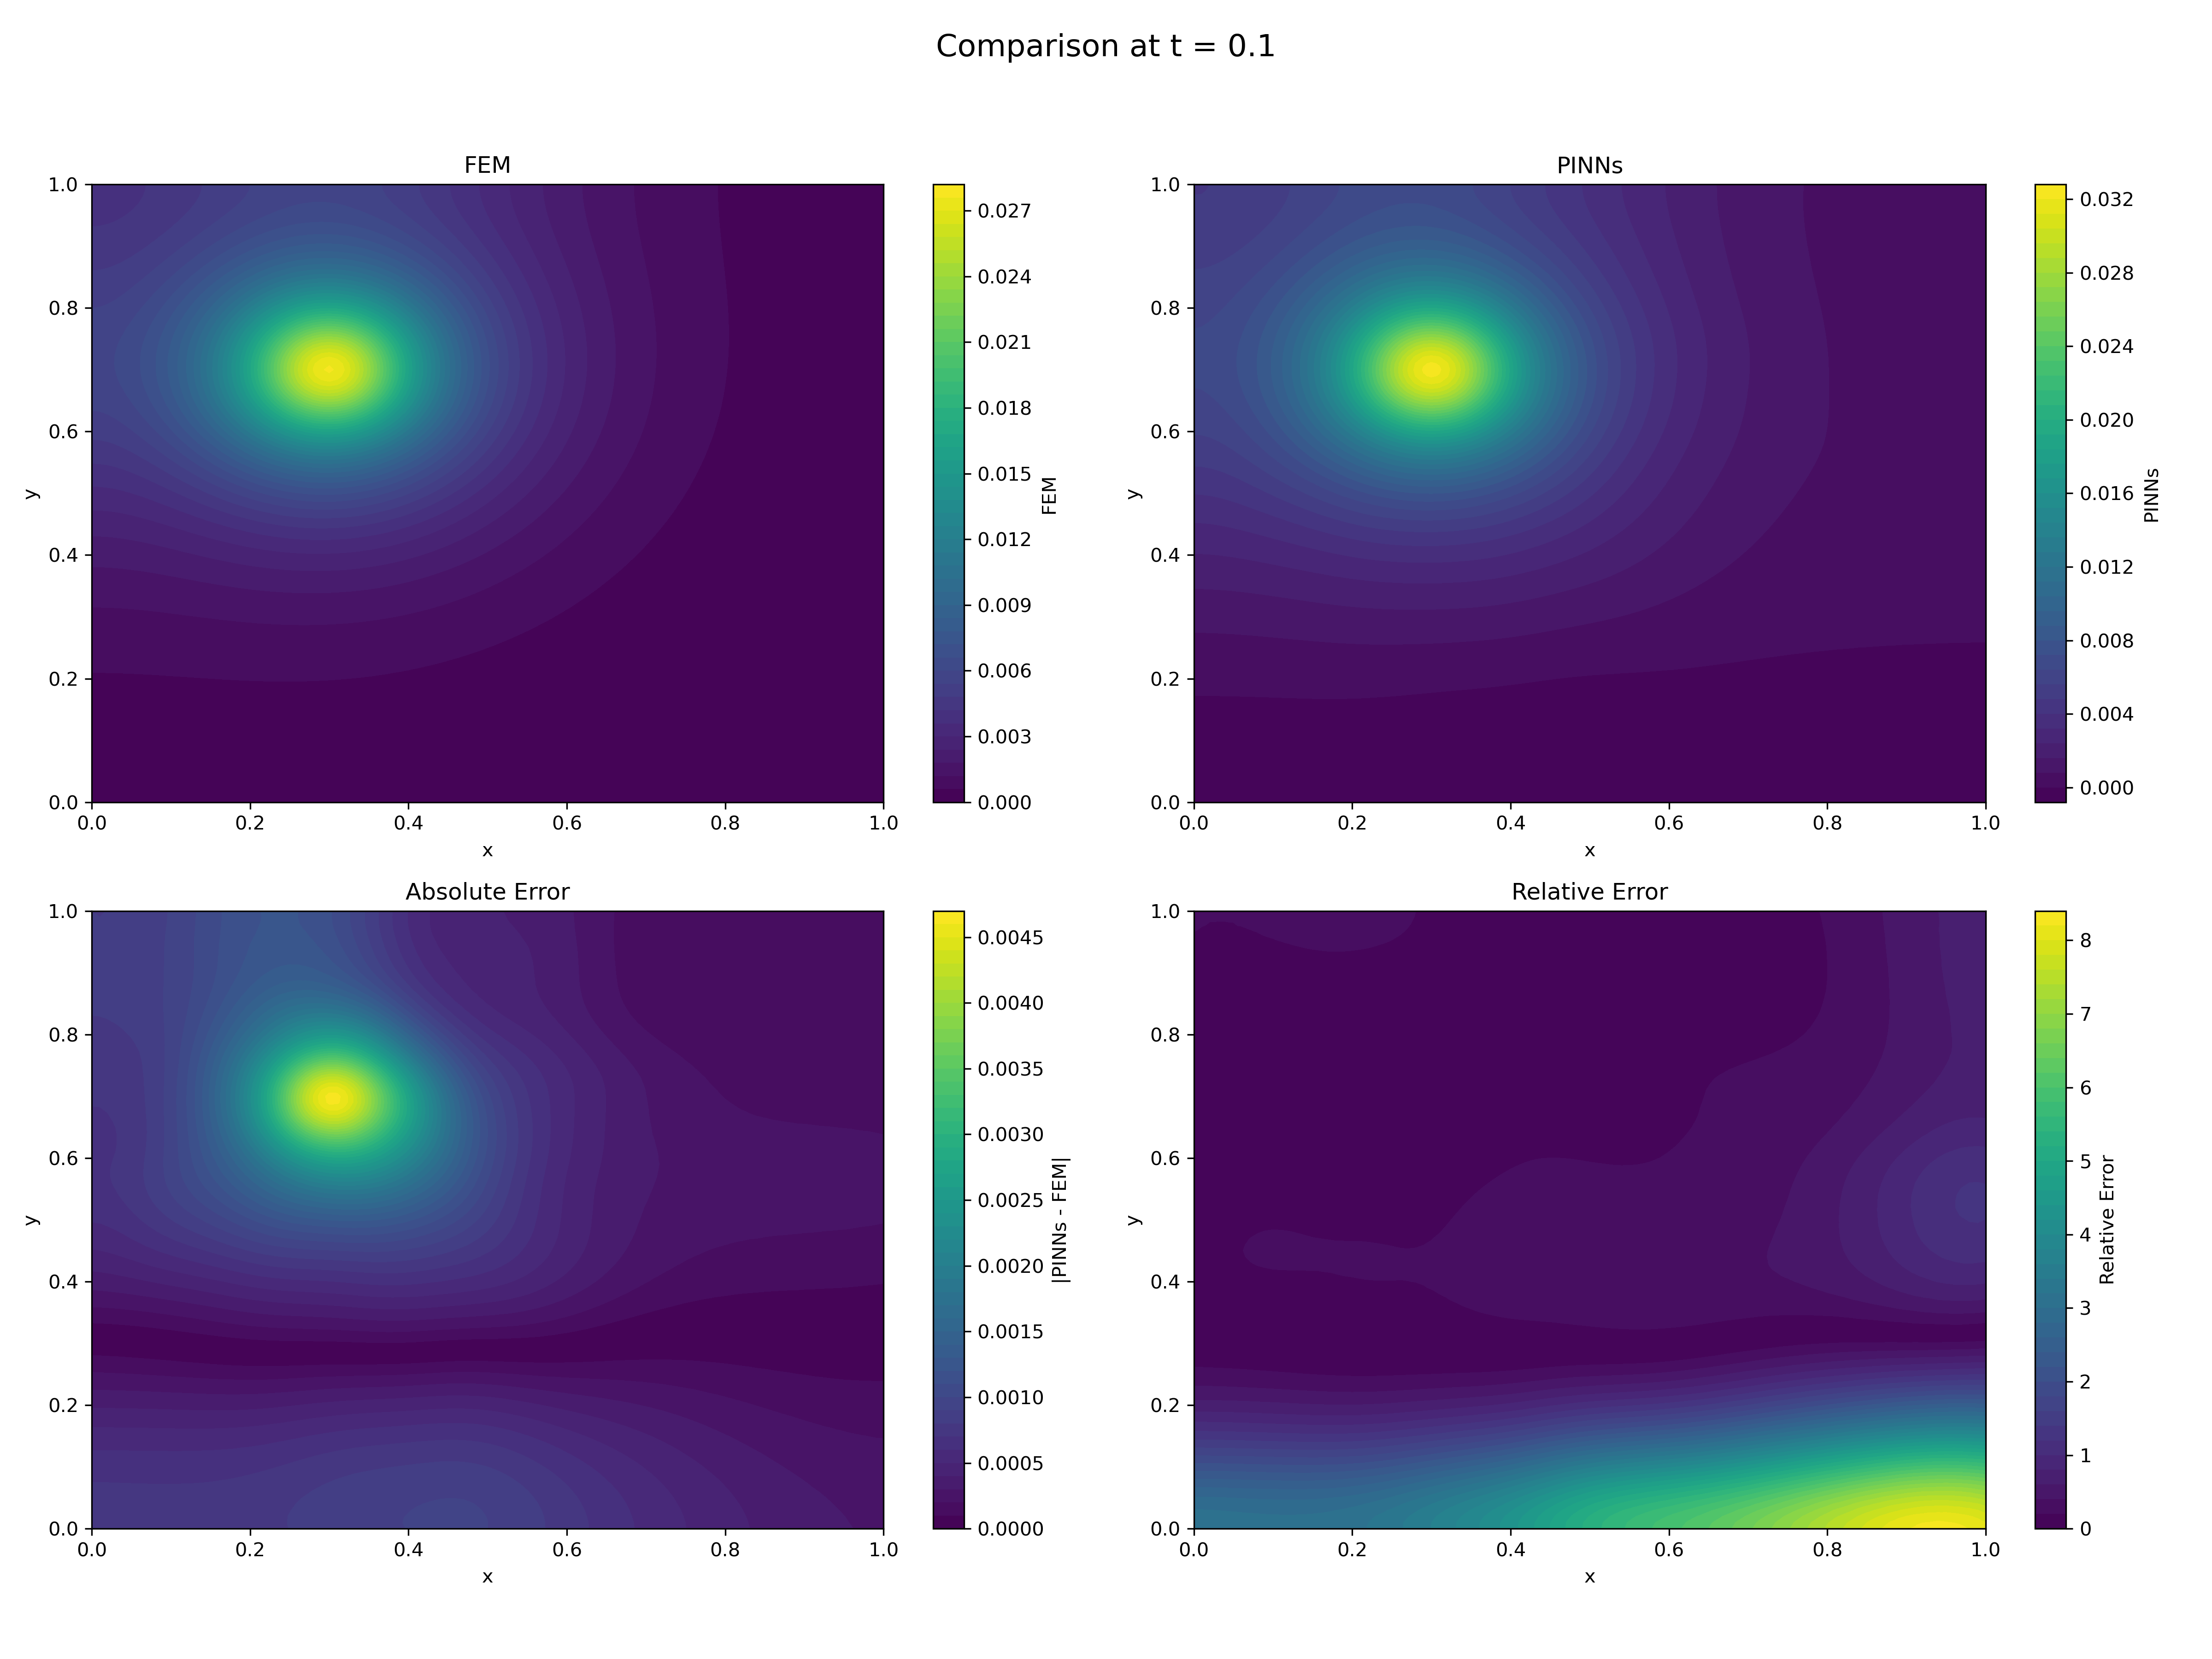 Comparison at t = 0.1
FEM
1.0
0.8
0.6
0.4
0.2
0.0
y
0.0 0.2 0.4 0.6 0.8 1.0
x
0.027
0.024
0.021
0.018
0.015
0.012
0.009
0.006
0.003
0.000
FEM
PINNs
1.0
0.8
0.6
0.4
0.2
0.0
y
0.0 0.2 0.4 0.6 0.8 1.0
x
0.032
0.028
0.024
0.020
0.016
0.012
0.008
0.004
0.000
PINNs
Absolute Error
1.0
0.8
0.6
0.4
0.2
0.0
y
0.0 0.2 0.4 0.6 0.8 1.0
x
0.0045
0.0040
0.0035
0.0030
0.0025
0.0020
0.0015
0.0010
0.0005
0.0000
|PINNs - FEM|
Relative Error
1.0
0.8
0.6
0.4
0.2
0.0
y
0.0 0.2 0.4 0.6 0.8 1.0
x
8
7
6
5
4
3
2
1
0
Relative Error